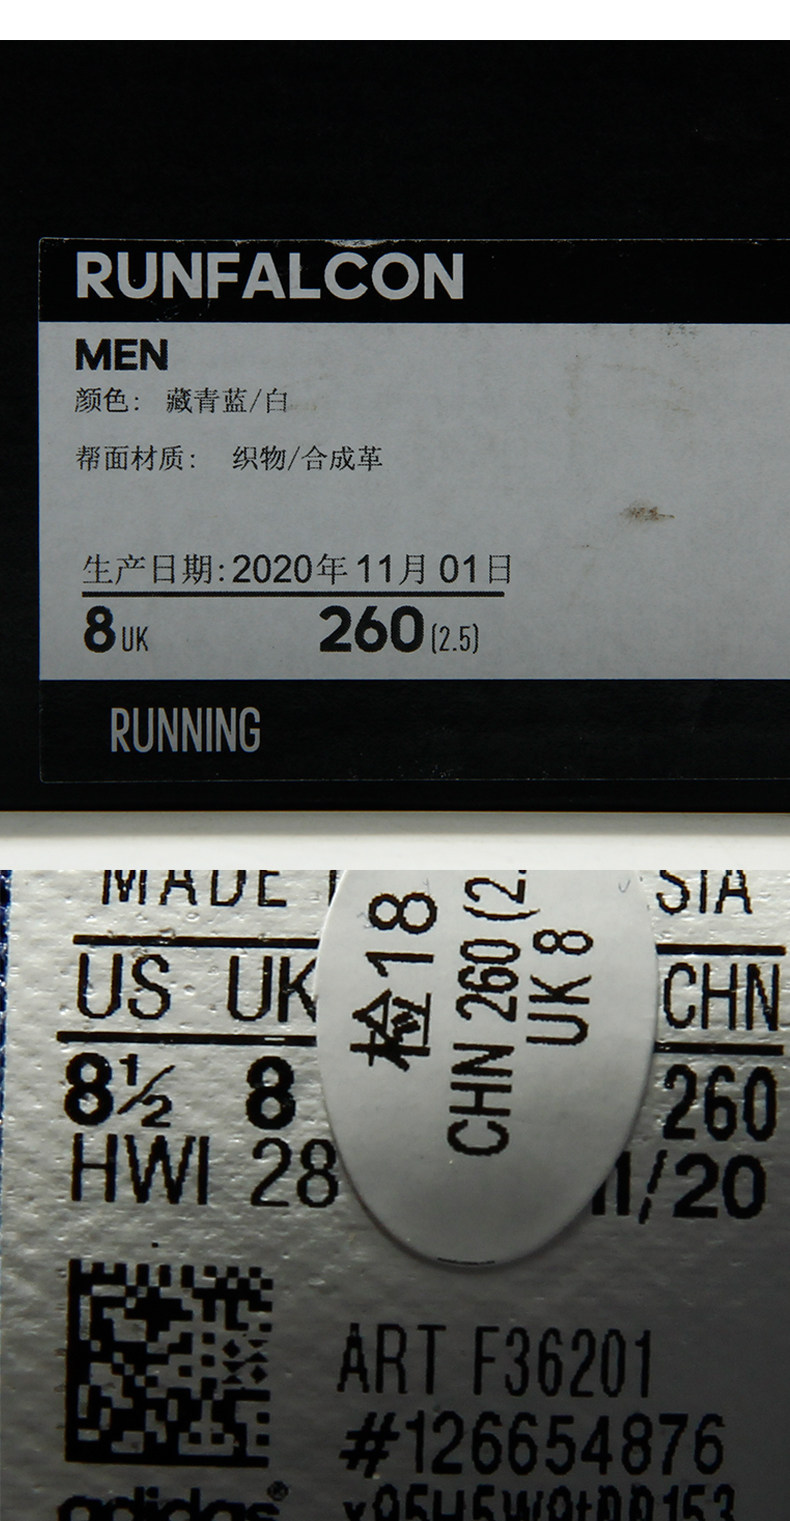 RUNFALCON
MEN
颜色: 藏青蓝/白
帮面材质: 织物/合成革
生产日期:2020年11月01日
8UK 260(2.5)
RUNNING
MADE
US UK CHN
8½ 8 260
HWI 28 11/20
检18
CHN 260 (2.
UK 8
ART F36201
#126654876
adidas®